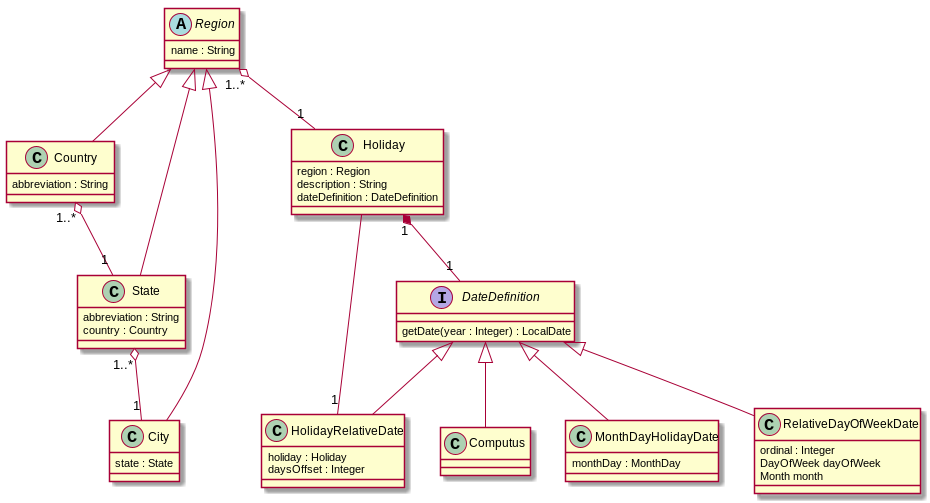 A Region
name : String
1..*
1
C Country
abbreviation : String
C Holiday
region : Region
description : String
dateDefinition : DateDefinition
1..*
1
1
1
C State
abbreviation : String
country : Country
I DateDefinition
getDate(year : Integer) : LocalDate
1..*
1
1
C City
state : State
C HolidayRelativeDate
holiday : Holiday
daysOffset : Integer
C Computus
C MonthDayHolidayDate
monthDay : MonthDay
C RelativeDayOfWeekDate
ordinal : Integer
DayOfWeek dayOfWeek
Month month